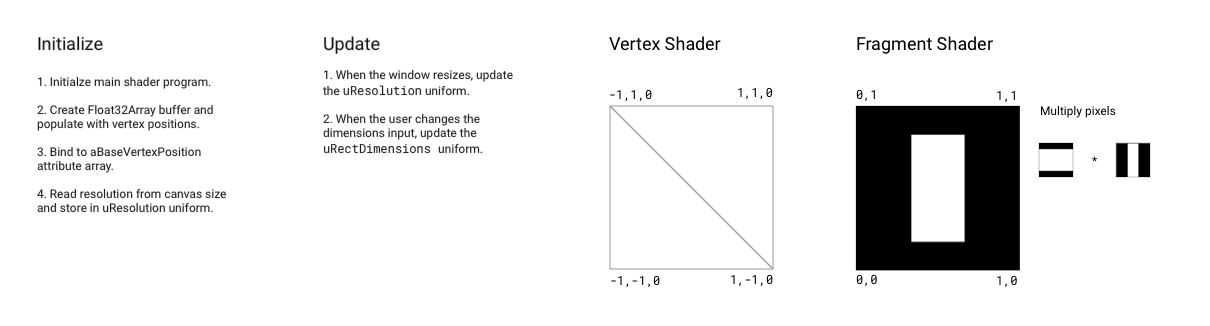 Initialize
1. Initialze main shader program.
2. Create Float32Array buffer and
populate with vertex positions.
3. Bind to aBaseVertexPosition
attribute array.
4. Read resolution from canvas size
and store in uResolution uniform.
Update
1. When the window resizes, update
the uResolution uniform.
2. When the user changes the
dimensions input, update the
uRectDimensions uniform.
Vertex Shader
-1,1,0
1,1,0
-1,-1,0
1,-1,0
Fragment Shader
0,1
1,1
0,0
1,0
Multiply pixels
*